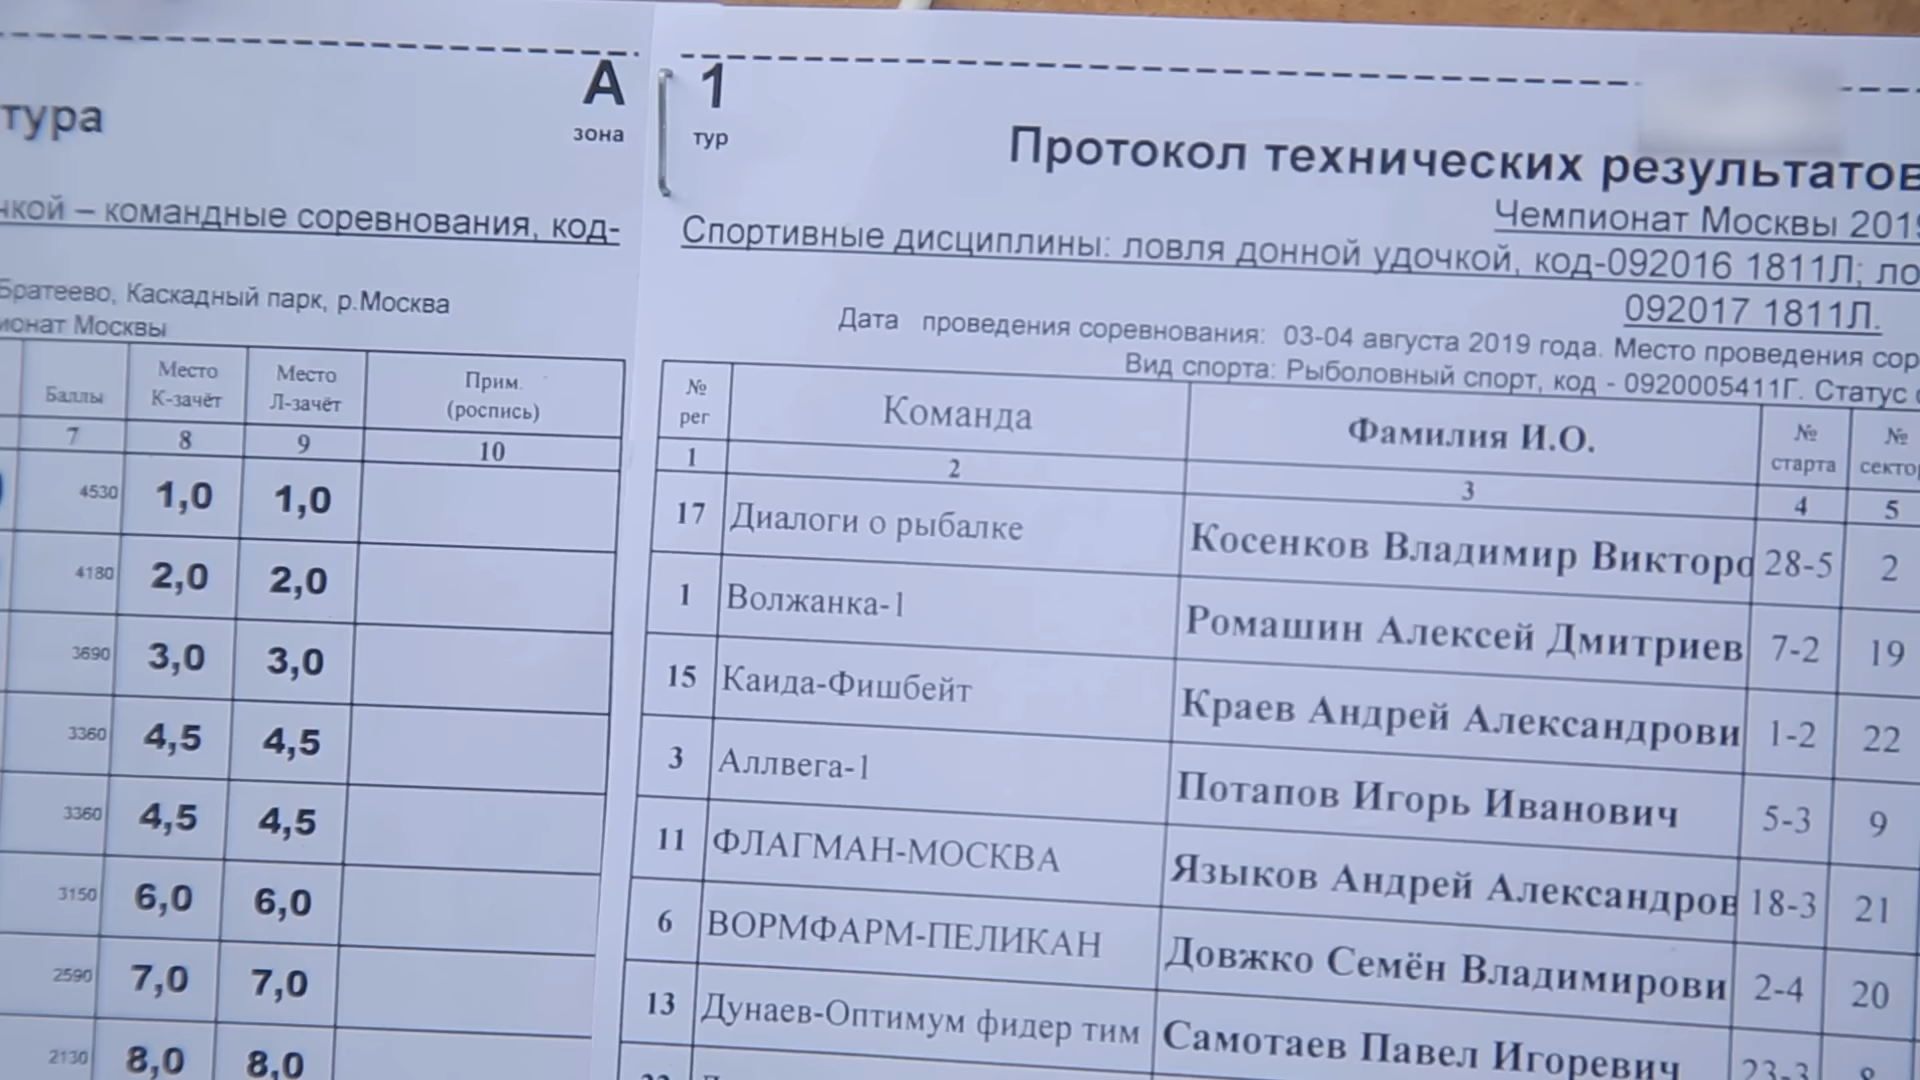 тура
А
зона
чкой – командные соревнования, код-
Братеево, Каскадный парк, р.Москва
ионат Москвы
Баллы Место К-зачёт Место Л-зачёт Прим. (роспись)
7 8 9 10
4530 1,0 1,0
4180 2,0 2,0
3690 3,0 3,0
3360 4,5 4,5
3360 4,5 4,5
3150 6,0 6,0
2590 7,0 7,0
2130 8,0 8,0
1
тур
Протокол технических результатов
Чемпионат Москвы 2019
Спортивные дисциплины: ловля донной удочкой, код-092016 1811Л; ло
092017 1811Л.
Дата проведения соревнования: 03-04 августа 2019 года. Место проведения сор
Вид спорта: Рыболовный спорт, код - 0920005411Г. Статус с
№ рег Команда Фамилия И.О. № старта № сектор
1 2 3 4 5
17 Диалоги о рыбалке Косенков Владимир Викторо 28-5 2
1 Волжанка-1 Ромашин Алексей Дмитриев 7-2 19
15 Каида-Фишбейт Краев Андрей Александрови 1-2 22
3 Аллвега-1 Потапов Игорь Иванович 5-3 9
11 ФЛАГМАН-МОСКВА Языков Андрей Александров 18-3 21
6 ВОРМФАРМ-ПЕЛИКАН Довжко Семён Владимирови 2-4 20
13 Дунаев-Оптимум фидер тим Самотаев Павел Игоревич 23-3 8